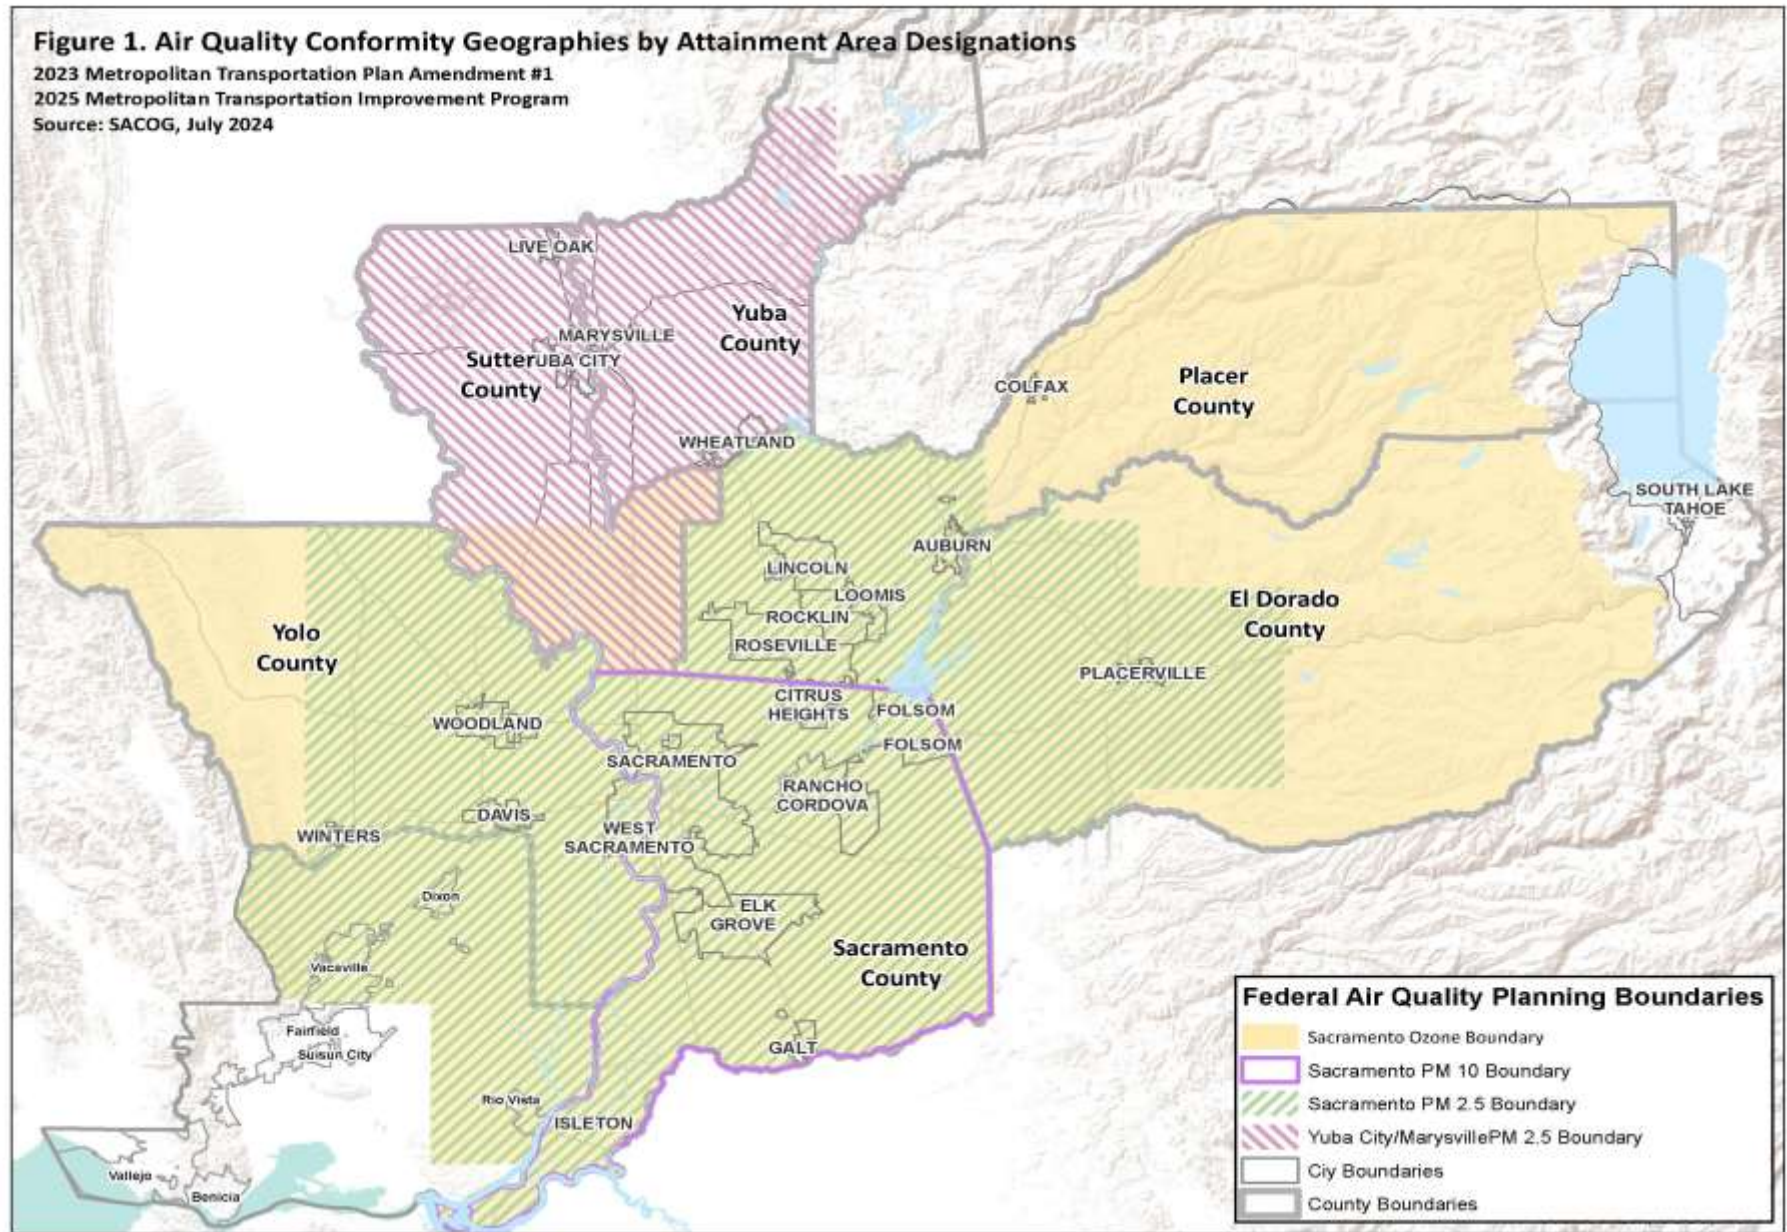 Figure 1. Air Quality Conformity Geographies by Attainment Area Designations
2023 Metropolitan Transportation Plan Amendment #1
2025 Metropolitan Transportation Improvement Program
Source: SACOG, July 2024
LIVE OAK
Yuba
County
MARYSVILLE
Sutter
County
UBA CITY
COLFAX
Placer
County
WHEATLAND
SOUTH LAKE
TAHOE
AUBURN
LINCOLN
LOOMIS
ROCKLIN
ROSEVILLE
El Dorado
County
Yolo
County
PLACERVILLE
CITRUS
HEIGHTS
FOLSOM
WOODLAND
FOLSOM
SACRAMENTO
RANCHO
CORDOVA
DAVIS
WINTERS
WEST
SACRAMENTO
Dixon
ELK
GROVE
Sacramento
County
Vacaville
Fairfield
Suisun City
GALT
Rio Vista
ISLETON
Vallejo
Benicia
Federal Air Quality Planning Boundaries
Sacramento Ozone Boundary
Sacramento PM 10 Boundary
Sacramento PM 2.5 Boundary
Yuba City/MarysvillePM 2.5 Boundary
Ciy Boundaries
County Boundaries